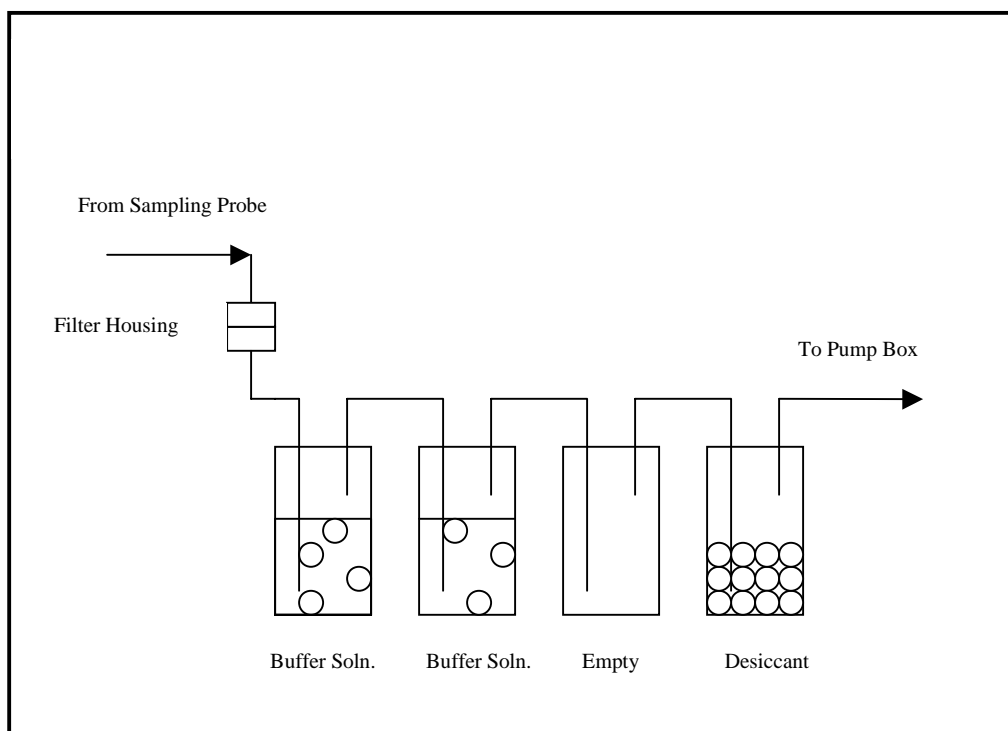 From Sampling Probe
Filter Housing
To Pump Box
Buffer Soln.
Buffer Soln.
Empty
Desiccant